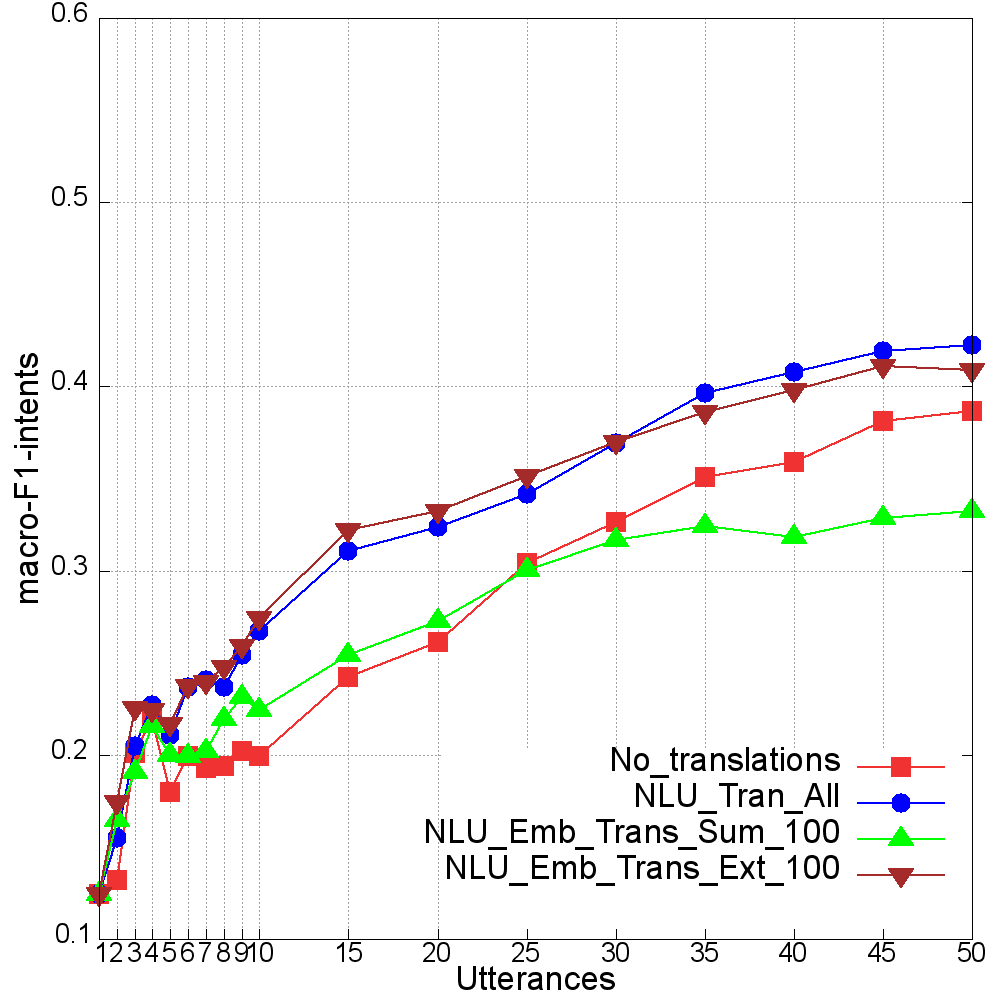 0.6
0.5
0.4
0.3
0.2
0.1
macro-F1-intents
No_translations
NLU_Tran_All
NLU_Emb_Trans_Sum_100
NLU_Emb_Trans_Ext_100
1 2 3 4 5 6 7 8 9 10 15 20 25 30 35 40 45 50
Utterances